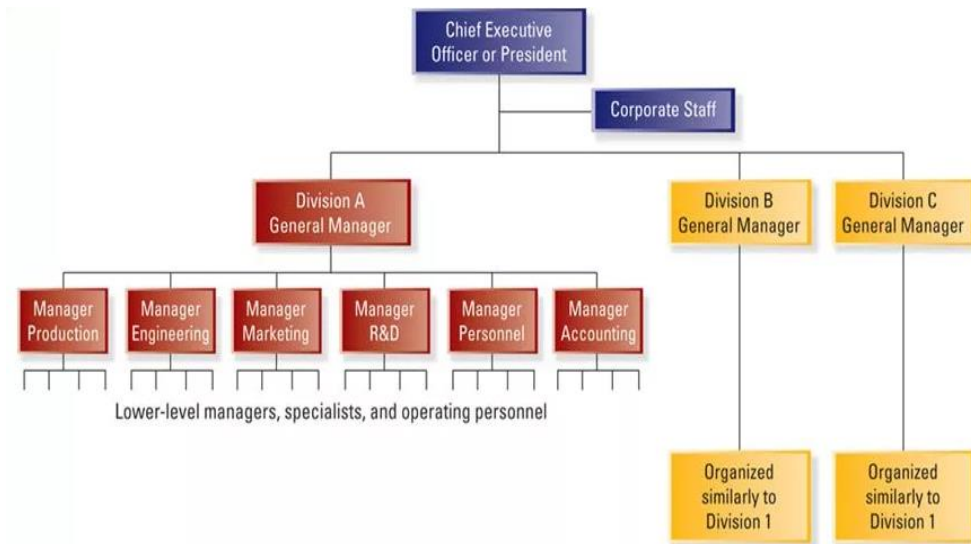 Chief Executive
Officer or President
Corporate Staff
Division A
General Manager
Division B
General Manager
Division C
General Manager
Manager
Production
Manager
Engineering
Manager
Marketing
Manager
R&D
Manager
Personnel
Manager
Accounting
Lower-level managers, specialists, and operating personnel
Organized
similarly to
Division 1
Organized
similarly to
Division 1